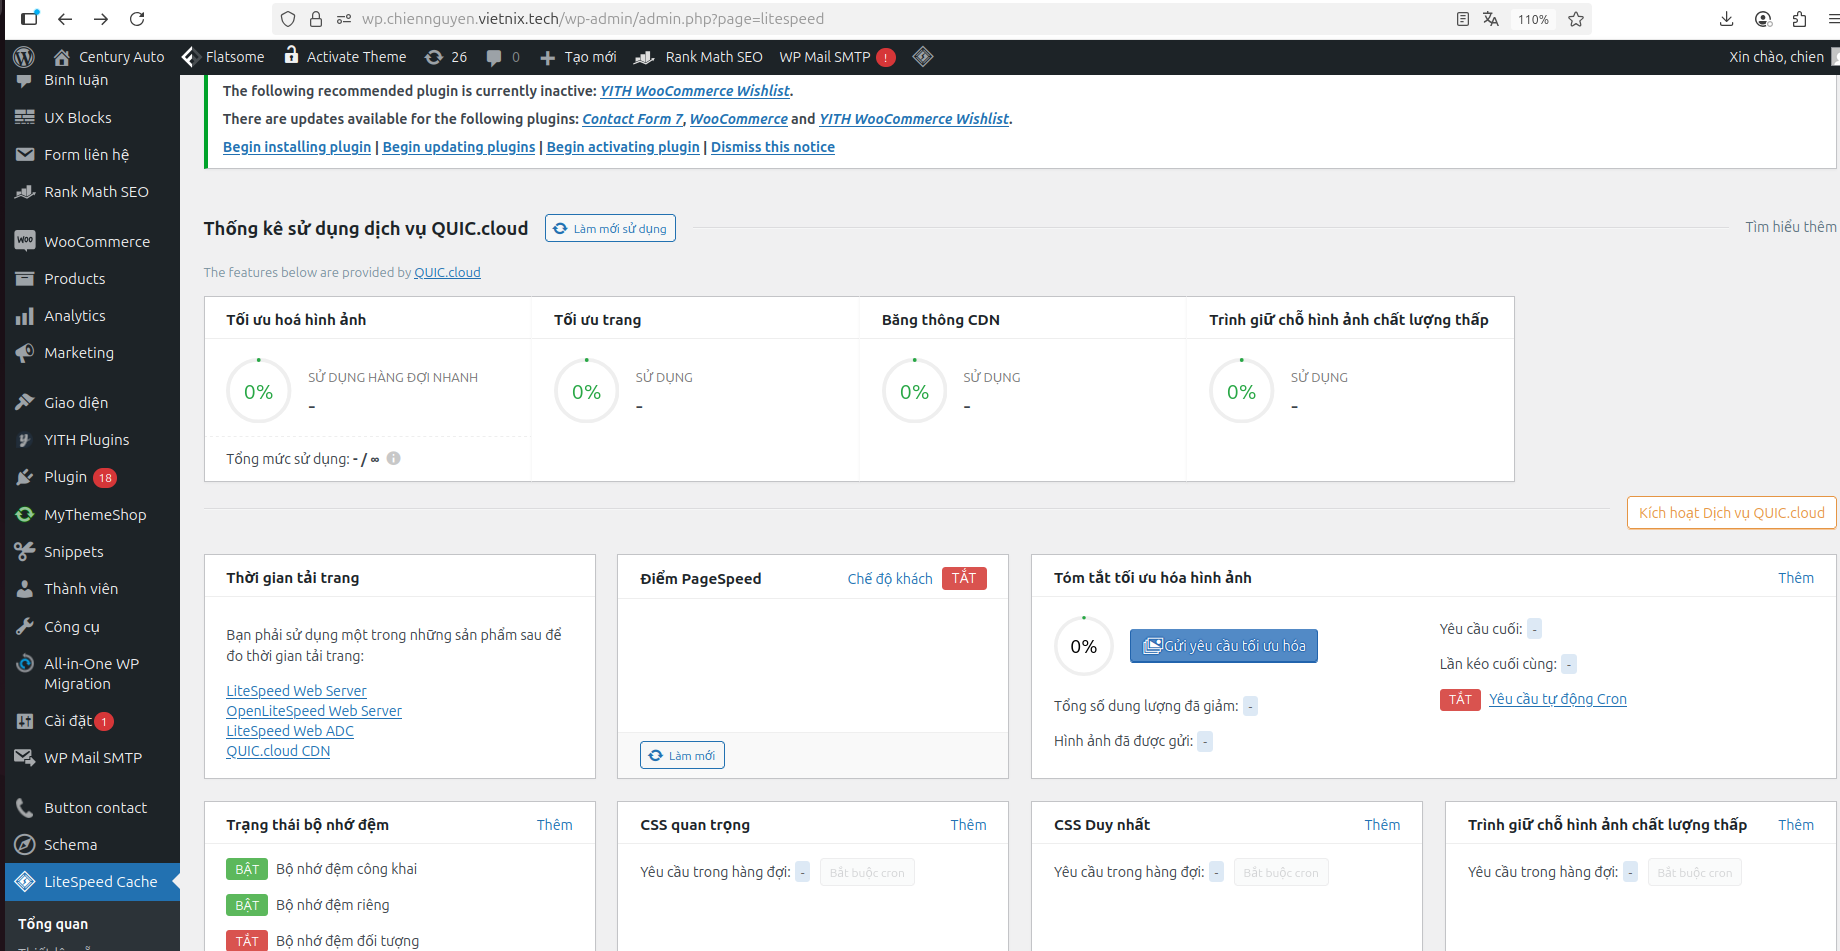 wp.chiennguyen.vietnix.tech/wp-admin/admin.php?page=litespeed
110%
Century Auto
Flatsome
Activate Theme
26
0
Tạo mới
Rank Math SEO
WP Mail SMTP
!
Xin chào, chien
Bình luận
UX Blocks
Form liên hệ
Rank Math SEO
WooCommerce
Products
Analytics
Marketing
Giao diện
YITH Plugins
Plugin 18
MyThemeShop
Snippets
Thành viên
Công cụ
All-in-One WP
Migration
Cài đặt 1
WP Mail SMTP
Button contact
Schema
LiteSpeed Cache
Tổng quan
The following recommended plugin is currently inactive: YITH WooCommerce Wishlist.
There are updates available for the following plugins: Contact Form 7, WooCommerce and YITH WooCommerce Wishlist.
Begin installing plugin | Begin updating plugins | Begin activating plugin | Dismiss this notice
Thống kê sử dụng dịch vụ QUIC.cloud
Làm mới sử dụng
Tìm hiểu thêm
The features below are provided by QUIC.cloud
Tối ưu hoá hình ảnh
0%
SỬ DỤNG HÀNG ĐỢI NHANH
-
Tổng mức sử dụng: - / ∞
Tối ưu trang
0%
SỬ DỤNG
-
Băng thông CDN
0%
SỬ DỤNG
-
Trình giữ chỗ hình ảnh chất lượng thấp
0%
SỬ DỤNG
-
Kích hoạt Dịch vụ QUIC.cloud
Thời gian tải trang
Bạn phải sử dụng một trong những sản phẩm sau để
đo thời gian tải trang:
LiteSpeed Web Server
OpenLiteSpeed Web Server
LiteSpeed Web ADC
QUIC.cloud CDN
Điểm PageSpeed
Chế độ khách TẮT
Làm mới
Tóm tắt tối ưu hóa hình ảnh
Thêm
0%
Gửi yêu cầu tối ưu hóa
Tổng số dung lượng đã giảm: -
Hình ảnh đã được gửi: -
Yêu cầu cuối: -
Lần kéo cuối cùng: -
TẮT Yêu cầu tự động Cron
Trạng thái bộ nhớ đệm
Thêm
BẬT Bộ nhớ đệm công khai
BẬT Bộ nhớ đệm riêng
TẮT Bộ nhớ đệm đối tượng
CSS quan trọng
Thêm
Yêu cầu trong hàng đợi: - Bắt buộc cron
CSS Duy nhất
Thêm
Yêu cầu trong hàng đợi: - Bắt buộc cron
Trình giữ chỗ hình ảnh chất lượng thấp
Thêm
Yêu cầu trong hàng đợi: - Bắt buộc cron